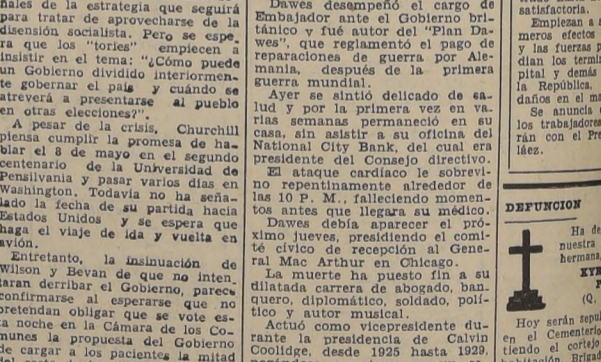 nales de la estrategia que seguirá
para tratar de aprovecharse de la
disensión socialista. Pero se espe-
ra que los "tories" empiecen a
insistir en el tema: "¿Cómo puede
un Gobierno dividido interiormen-
te gobernar el país y cuándo se
atreverá a presentarse al pueblo
en otras elecciones?".
A pesar de la crisis, Churchill
piensa cumplir la promesa de ha-
blar el 8 de mayo en el segundo
centenario de la Universidad de
Pensilvania y pasar varios días en
Washington. Todavía no ha seña-
lado la fecha de su partida hacia
Estados Unidos y se espera que
haga el viaje de ida y vuelta en
avión.
Entretanto, la insinuación de
Wilson y Bevan de que no inten-
taran derribar el Gobierno, parece
confirmarse al esperarse que no
pretendan obligar que se vote es-
ta noche en la Cámara de los Co-
munes la propuesta del Gobierno
de cargar a los pacientes la mitad
Dawes desempeñó el cargo de
Embajador ante el Gobierno bri-
tánico y fué autor del "Plan Da-
wes", que reglamentó el pago de
reparaciones de guerra por Ale-
mania, después de la primera
guerra mundial.
Ayer se sintió delicado de sa-
lud y por la primera vez en va-
rias semanas permaneció en su
casa, sin asistir a su oficina del
National City Bank, del cual era
presidente del Consejo directivo.
El ataque cardíaco le sobrevi-
no repentinamente alrededor de
las 10 P. M., falleciendo momen-
tos antes que llegara su médico.
Dawes debía aparecer el pró-
ximo jueves, presidiendo el comi-
té cívico de recepción al Gene-
ral Mac Arthur en Chicago.
La muerte ha puesto fin a su
dilatada carrera de abogado, ban-
quero, diplomático, soldado, polí-
tico y autor musical.
Actuó como vicepresidente du-
rante la presidencia de Calvin
Coolidge, desde 1925 hasta 1929,
satisfactoria.
Empiezan a s
meros efectos
y las fuerzas p
dian los termin
pital y demás
la República,
daños en el ma
Se anuncia
los trabajadores
rán con el Pre
láez.
DEFUNCION
Ha de
nuestra
hermana,
KYR
P
(Q.
Hoy serán sepul
en el Cementerio
diendo el cortejo